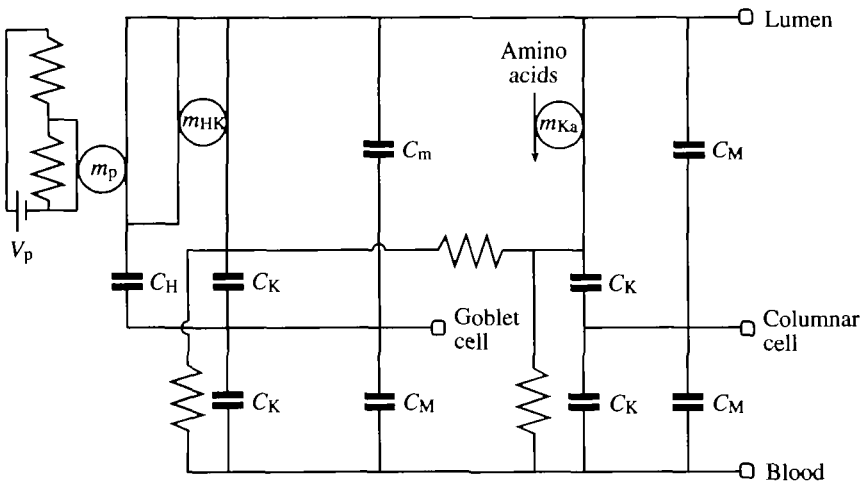 Lumen
Amino
acids
m_HK
m_Ka
C_m
C_M
m_p
V_p
C_H
C_K
C_K
Goblet
cell
Columnar
cell
C_K
C_M
C_K
C_M
Blood